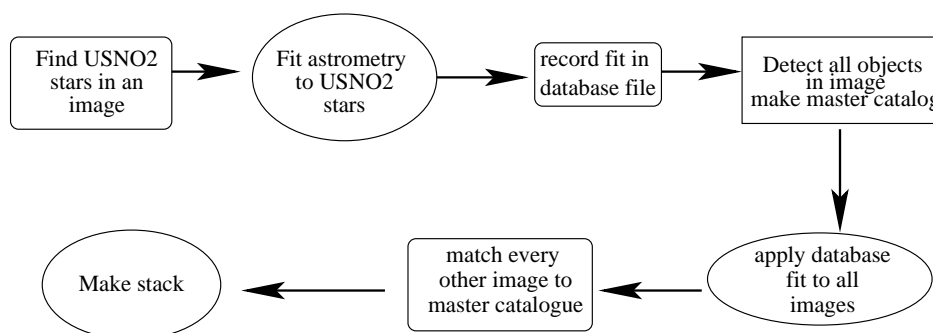 Find USNO2
stars in an
image
Fit astrometry
to USNO2
stars
record fit in
database file
Detect all objects
in image
make master catalog
apply database
fit to all
images
match every
other image to
master catalogue
Make stack